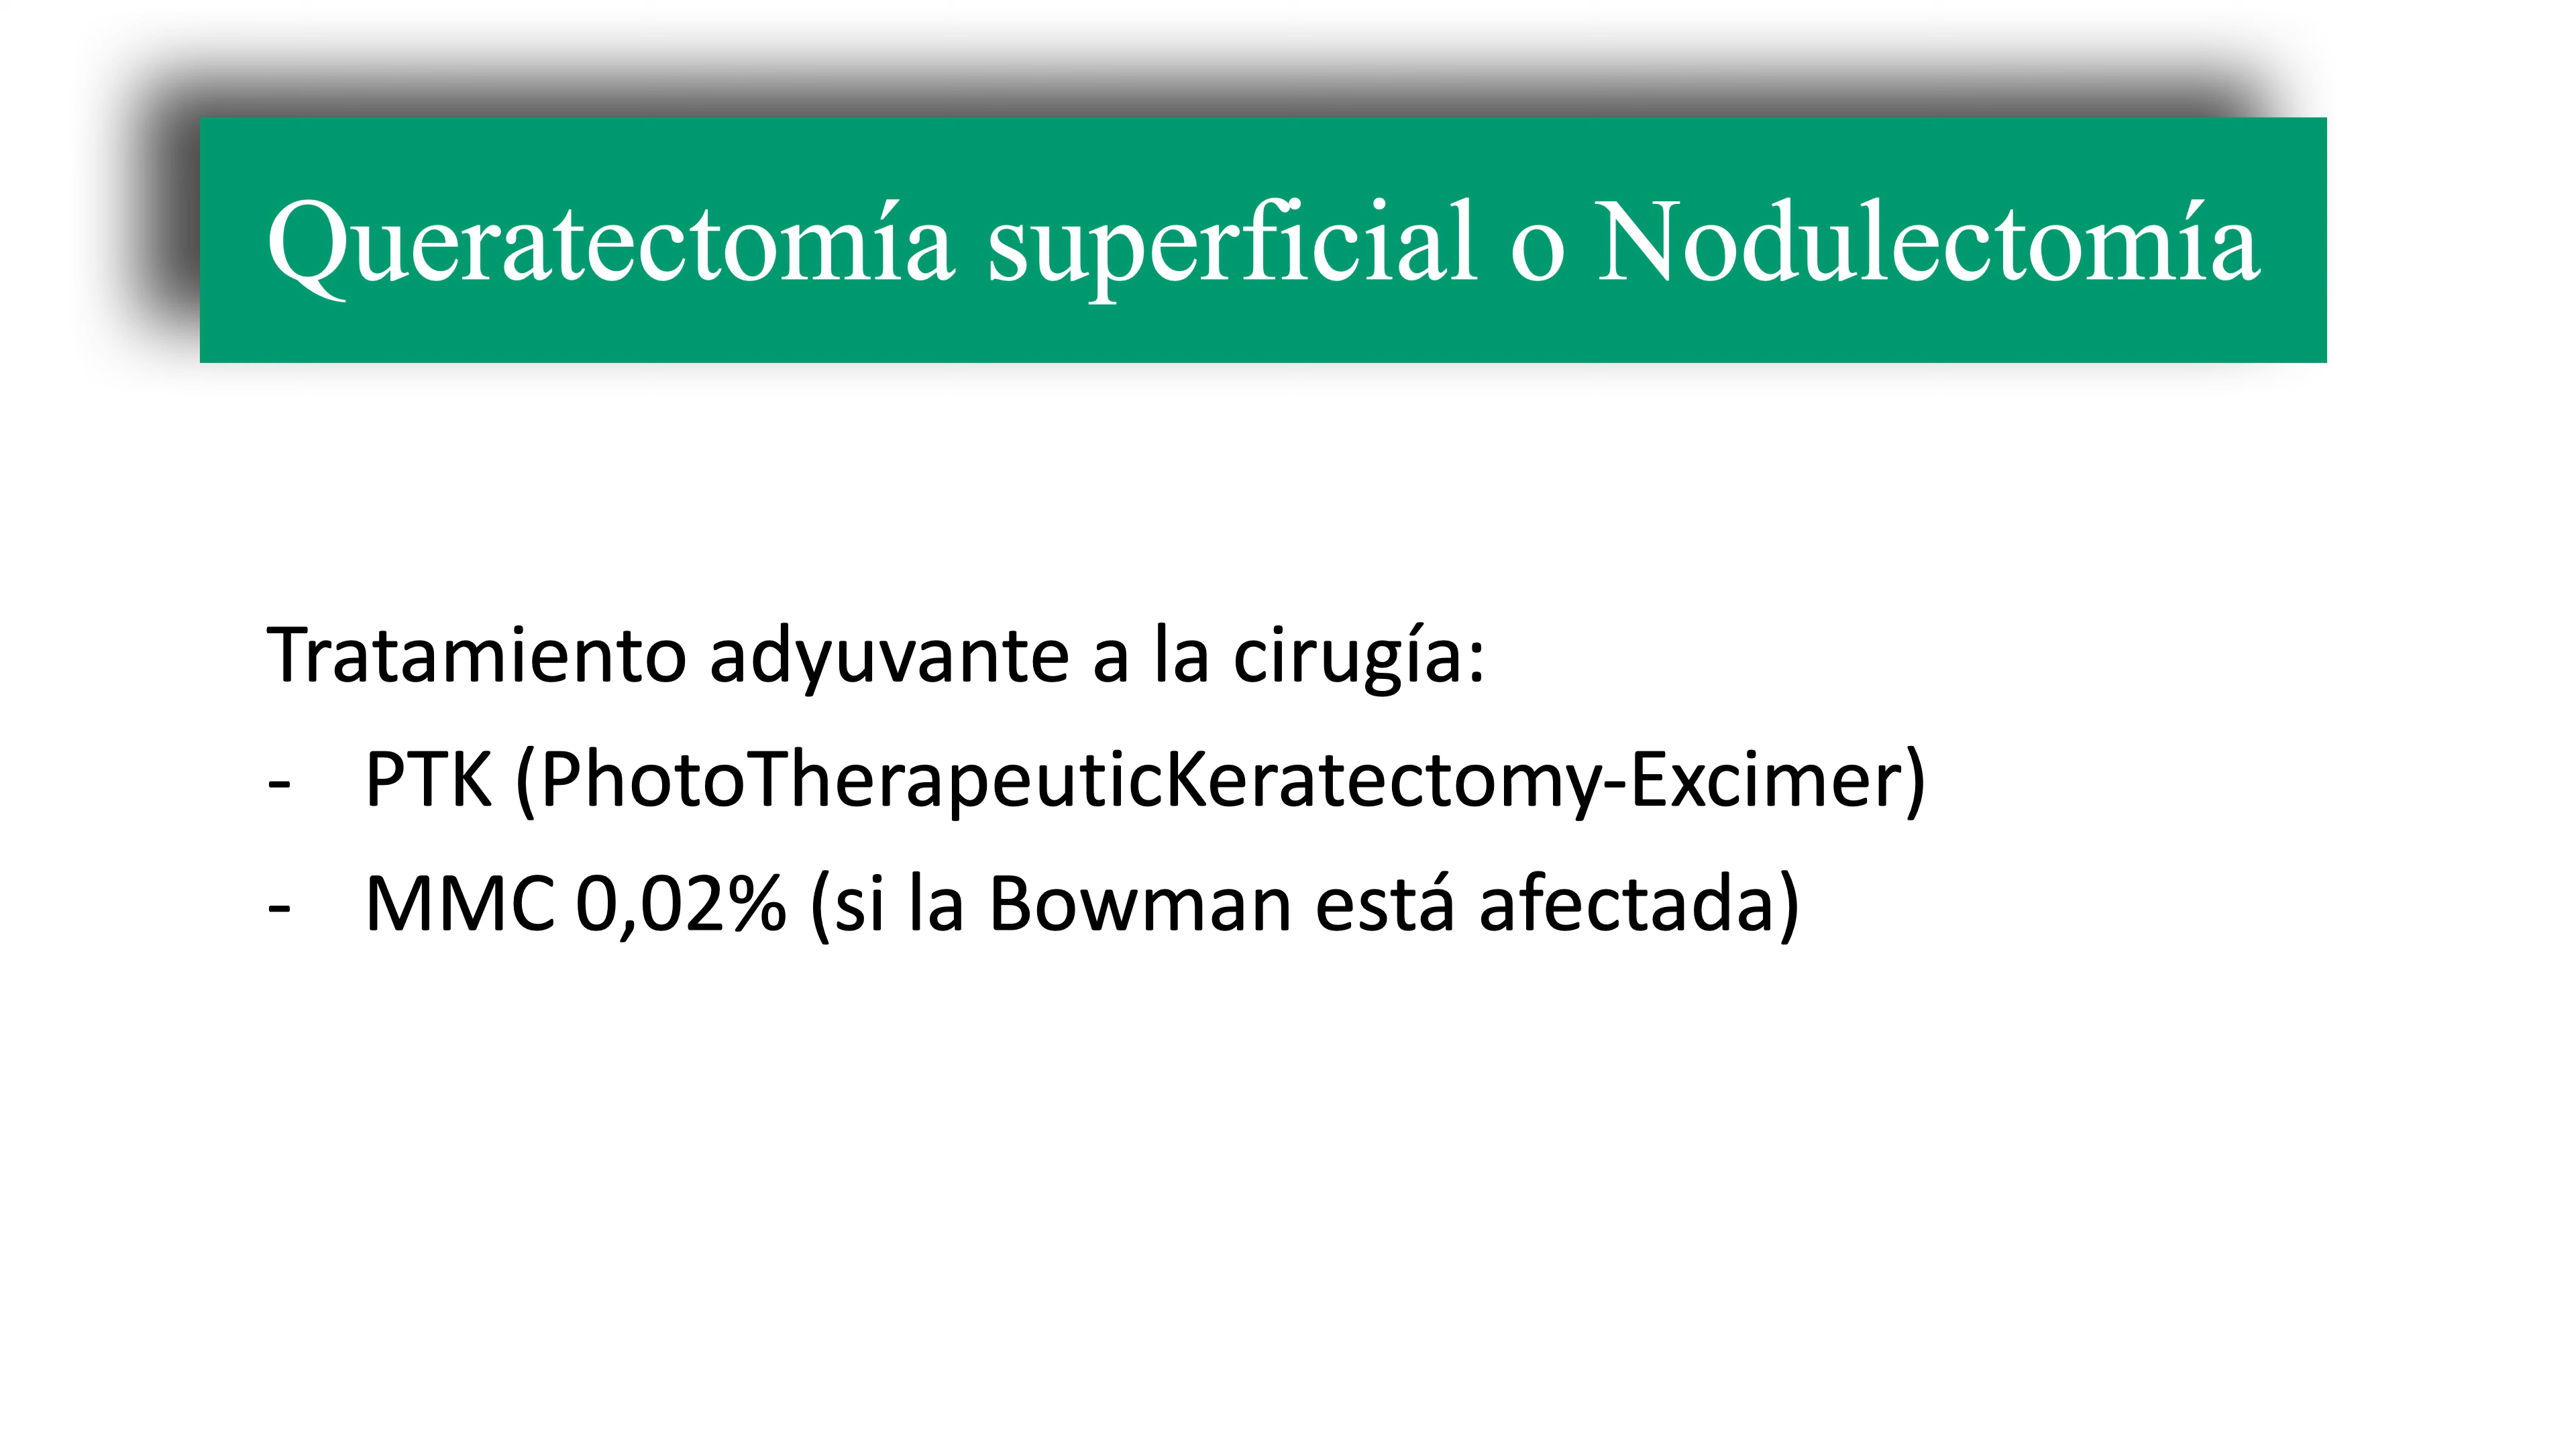 Queratectomía superficial o Nodulectomía
Tratamiento adyuvante a la cirugía:
- PTK (PhotoTherapeuticKeratectomy-Excimer)
- MMC 0,02% (si la Bowman está afectada)